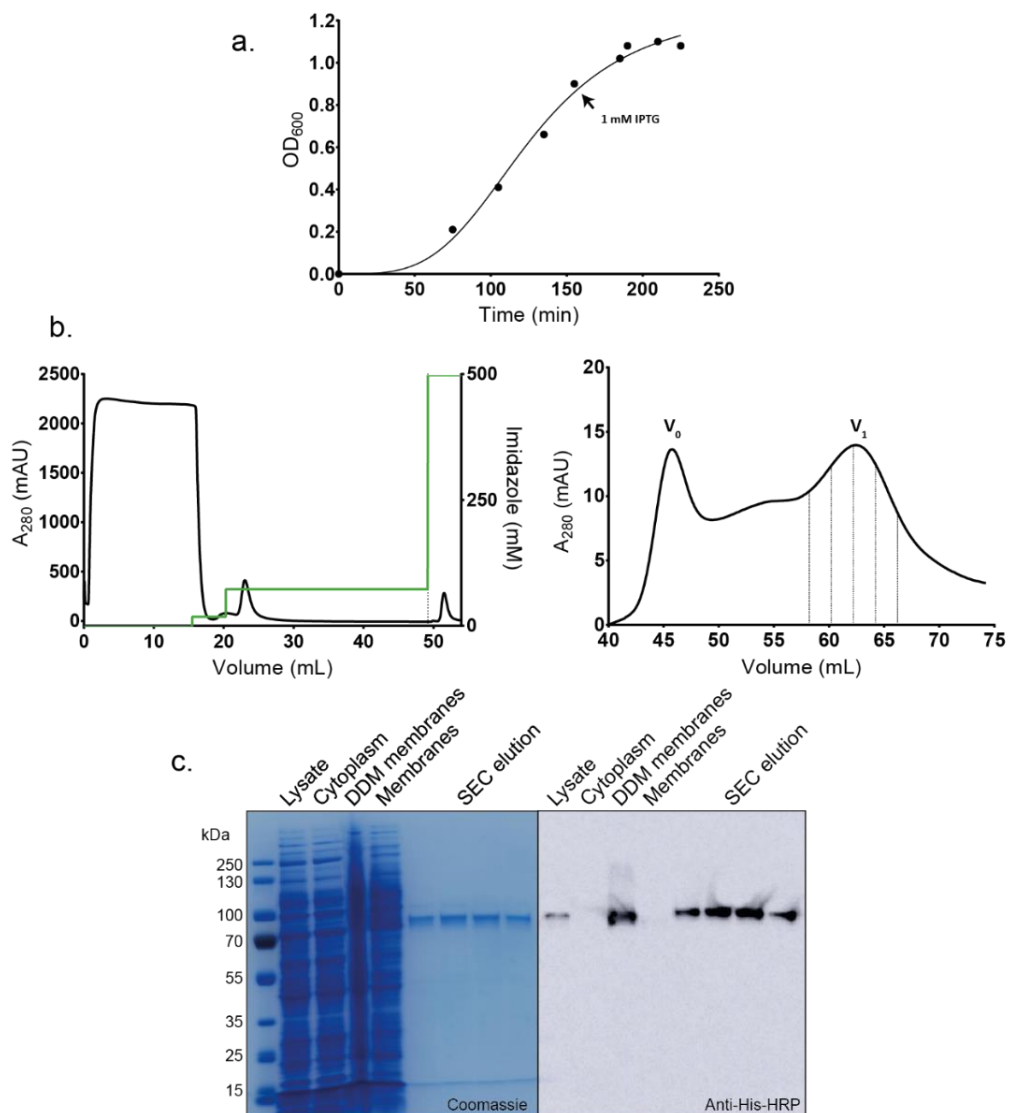 a.
OD600
1.2
1.0
0.8
0.6
0.4
0.2
0.0
1 mM IPTG
0 50 100 150 200 250
Time (min)
b.
A280 (mAU)
2500
2000
1500
1000
500
0
500
250
0
Imidazole (mM)
0 10 20 30 40 50
Volume (mL)
A280 (mAU)
20
15
10
5
0
V0
V1
40 45 50 55 60 65 70 75
Volume (mL)
c.
Lysate
Cytoplasm
DDM membranes
Membranes
SEC elution
Lysate
Cytoplasm
DDM membranes
Membranes
SEC elution
kDa
250
130
100
70
55
35
25
15
Coomassie
Anti-His-HRP